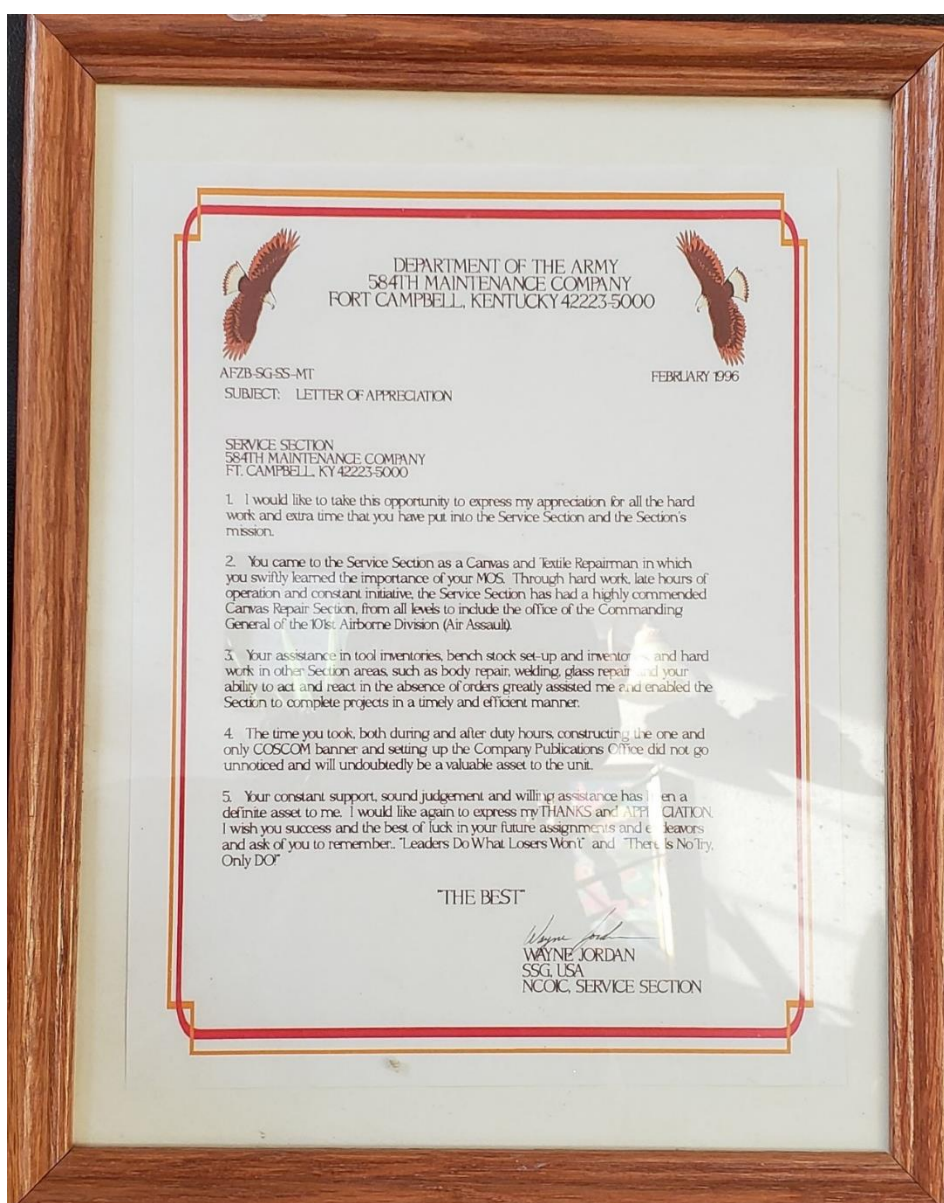 DEPARTMENT OF THE ARMY
584TH MAINTENANCE COMPANY
FORT CAMPBELL, KENTUCKY 42223-5000
AFZB-SG-SS-MT FEBRUARY 1996
SUBJECT: LETTER OF APPRECIATION
SERVICE SECTION
584TH MAINTENANCE COMPANY
FT. CAMPBELL, KY 42223-5000
1. I would like to take this opportunity to express my appreciation for all the hard
work and extra time that you have put into the Service Section and the Section's
mission.
2. You came to the Service Section as a Canvas and Textile Repairman in which
you swiftly learned the importance of your MOS. Through hard work, late hours of
operation and constant initiative, the Service Section has had a highly commended
Canvas Repair Section, from all levels to include the office of the Commanding
General of the 101st Airborne Division (Air Assault).
3. Your assistance in tool inventories, bench stock set-up and inventories, and hard
work in other Section areas, such as body repair, welding, glass repair and your
ability to act and react in the absence of orders greatly assisted me and enabled the
Section to complete projects in a timely and efficient manner.
4. The time you took, both during and after duty hours, constructing the one and
only COSCOM banner and setting up the Company Publications Office did not go
unnoticed and will undoubtedly be a valuable asset to the unit.
5. Your constant support, sound judgement and willing assistance has been a
definite asset to me. I would like again to express my THANKS and APPRECIATION.
I wish you success and the best of luck in your future assignments and endeavors
and ask of you to remember.. "Leaders Do What Losers Won't" and "There Is No Try,
Only DO!"
"THE BEST"
Wayne Jordan
WAYNE JORDAN
SSG, USA
NCOIC, SERVICE SECTION